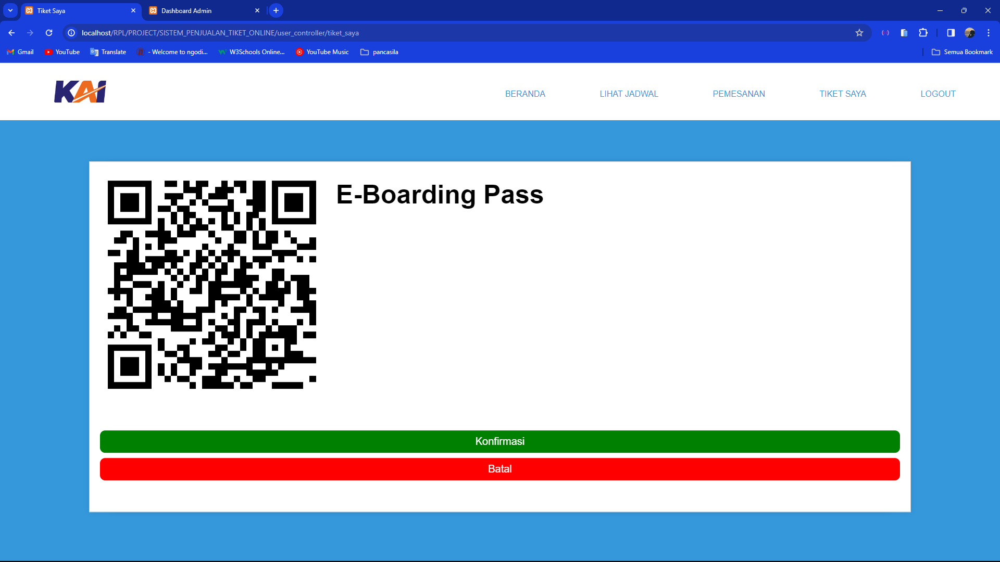 Tiket Saya
Dashboard Admin
localhost/RPL/PROJECT/SISTEM_PENJUALAN_TIKET_ONLINE/user_controller/tiket_saya
Gmail
YouTube
Translate
- Welcome to ngodi...
W3Schools Online...
YouTube Music
pancasila
Semua Bookmark
KAI
BERANDA
LIHAT JADWAL
PEMESANAN
TIKET SAYA
LOGOUT
E-Boarding Pass
Konfirmasi
Batal